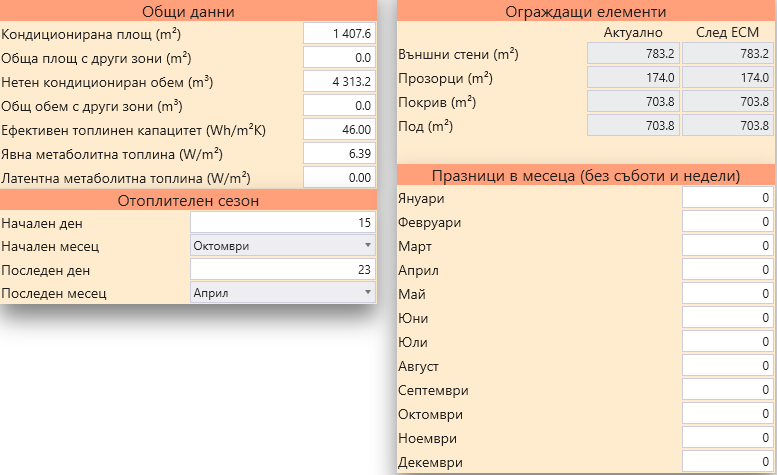 Общи данни
Кондиционирана площ (m²) 1 407.6
Обща площ с други зони (m²) 0.0
Нетен кондициониран обем (m³) 4 313.2
Общ обем с други зони (m³) 0.0
Ефективен топлинен капацитет (Wh/m²K) 46.00
Явна метаболитна топлина (W/m²) 6.39
Латентна метаболитна топлина (W/m²) 0.00
Отоплителен сезон
Начален ден 15
Начален месец Октомври
Последен ден 23
Последен месец Април
Ограждащи елементи
Актуално След ЕСМ
Външни стени (m²) 783.2 783.2
Прозорци (m²) 174.0 174.0
Покрив (m²) 703.8 703.8
Под (m²) 703.8 703.8
Празници в месеца (без съботи и недели)
Януари 0
Февруари 0
Март 0
Април 0
Май 0
Юни 0
Юли 0
Август 0
Септември 0
Октомври 0
Ноември 0
Декември 0